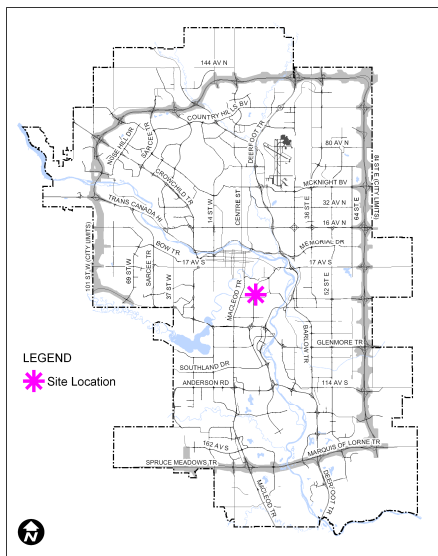 144 AV N
COUNTRY HILLS BV
SARCEE TR
NOSE HILL DR
DEERFOOT TR
80 AV N
CROWCHILD TR
MCKNIGHT BV
TRANS CANADA HI
14 ST W
CENTRE ST
36 ST E
32 AV N
16 AV N
64 ST E
81 ST E (CITY LIMITS)
101 ST W (CITY LIMITS)
BOW TR
MEMORIAL DR
17 AV S
17 AV S
SARCEE TR
69 ST W
37 ST W
MACLEOD TR
52 ST E
BARLOW TR
GLENMORE TR
LEGEND
Site Location
SOUTHLAND DR
ANDERSON RD
114 AV S
162 AV S
MARQUIS OF LORNE TR
SPRUCE MEADOWS TR
MACLEOD TR
DEERFOOT TR
N